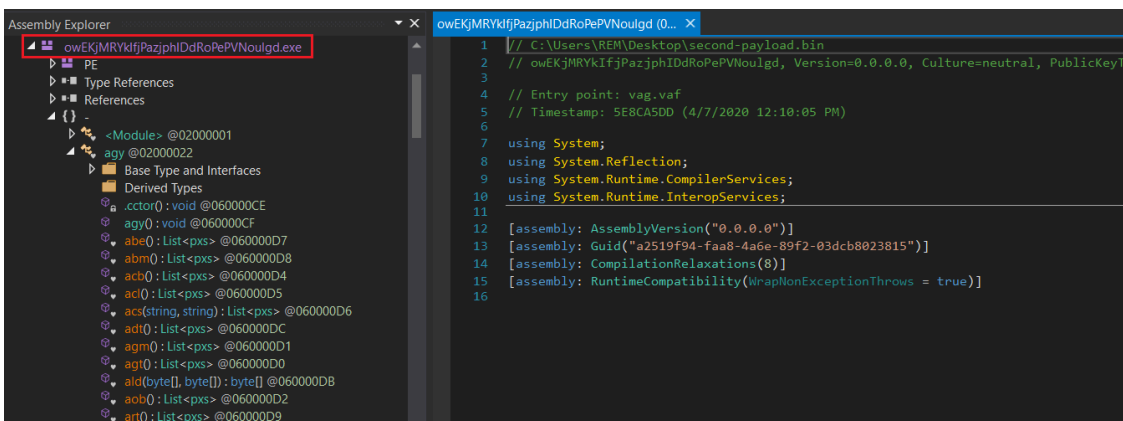 Assembly Explorer
owEKjMRYkIfjPazjphIDdRoPePVNoulgd.exe
PE
Type References
References
{} -
<Module> @02000001
agy @02000022
Base Type and Interfaces
Derived Types
.cctor() : void @060000CE
agy() : void @060000CF
abe() : List<pxs> @060000D7
abm() : List<pxs> @060000D8
acb() : List<pxs> @060000D4
acl() : List<pxs> @060000D5
acs(string, string) : List<pxs> @060000D6
adt() : List<pxs> @060000DC
agm() : List<pxs> @060000D1
agt() : List<pxs> @060000D0
ald(byte[], byte[]) : byte[] @060000DB
aob() : List<pxs> @060000D2
art() : List<pxs> @060000D9
owEKjMRYkIfjPazjphIDdRoPePVNoulgd (0...
1 // C:\Users\REM\Desktop\second-payload.bin
2 // owEKjMRYkIfjPazjphIDdRoPePVNoulgd, Version=0.0.0.0, Culture=neutral, PublicKeyT
3
4 // Entry point: vag.vaf
5 // Timestamp: 5E8CA5DD (4/7/2020 12:10:05 PM)
6
7 using System;
8 using System.Reflection;
9 using System.Runtime.CompilerServices;
10 using System.Runtime.InteropServices;
11
12 [assembly: AssemblyVersion("0.0.0.0")]
13 [assembly: Guid("a2519f94-faa8-4a6e-89f2-03dcb8023815")]
14 [assembly: CompilationRelaxations(8)]
15 [assembly: RuntimeCompatibility(WrapNonExceptionThrows = true)]
16